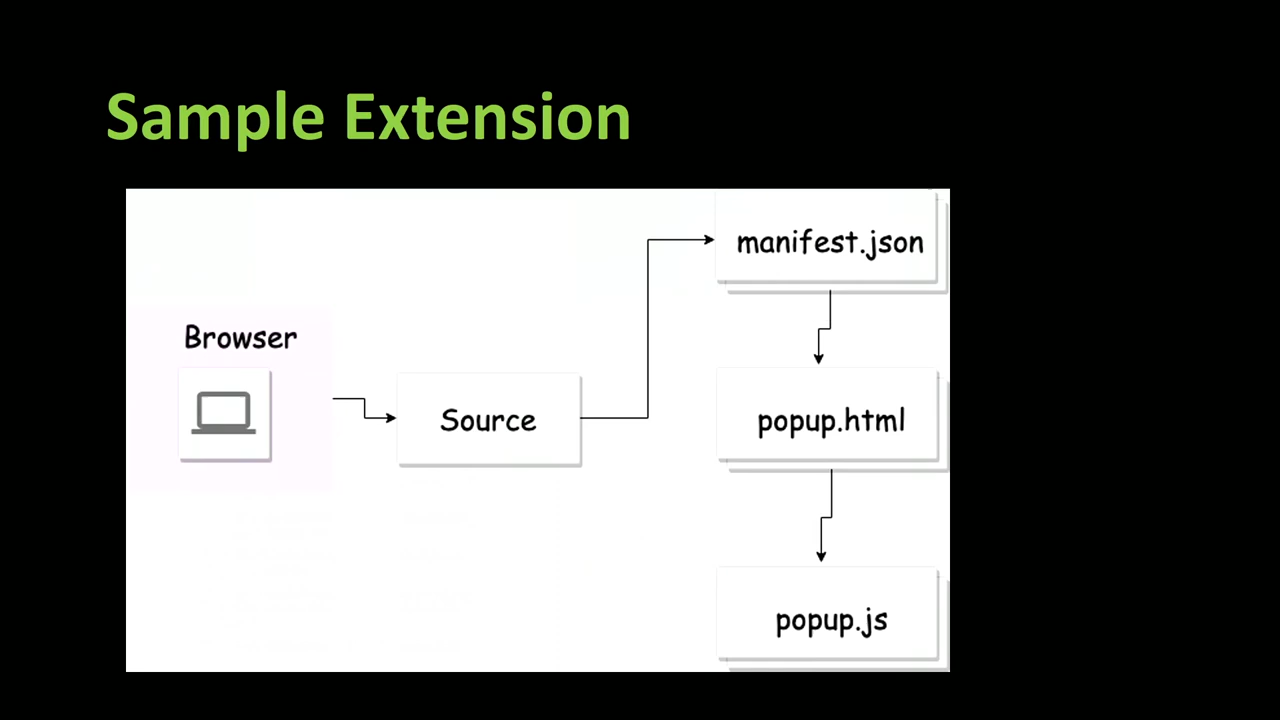 Sample Extension
manifest.json
Browser
Source
popup.html
popup.js